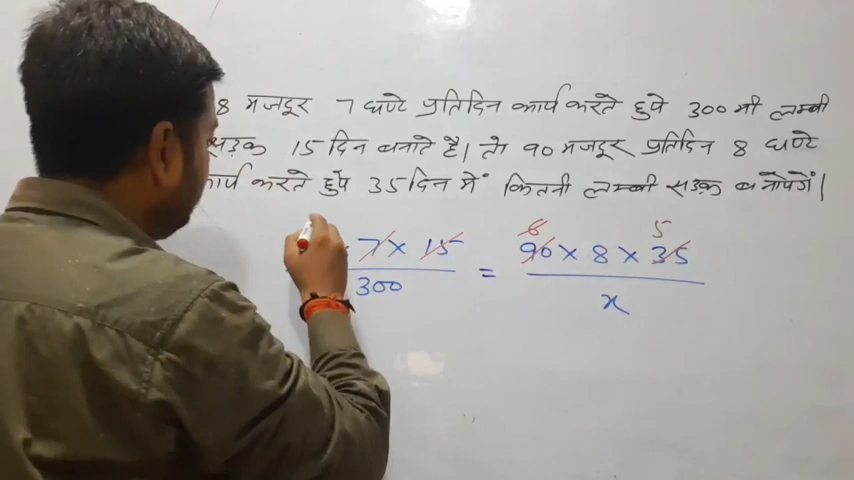 8 मजदूर 7 घण्टे प्रतिदिन कार्य करते हुपे 300 मी लम्बी
सड़क 15 दिन बनाते है। तो 90 मजदूर प्रतिदिन 8 घण्टे
कार्य करते हुपे 35 दिन में कितनी लम्बी सड़क बनोपेगें।
6 5
7 × 15 = 90 × 8 × 35
300 x